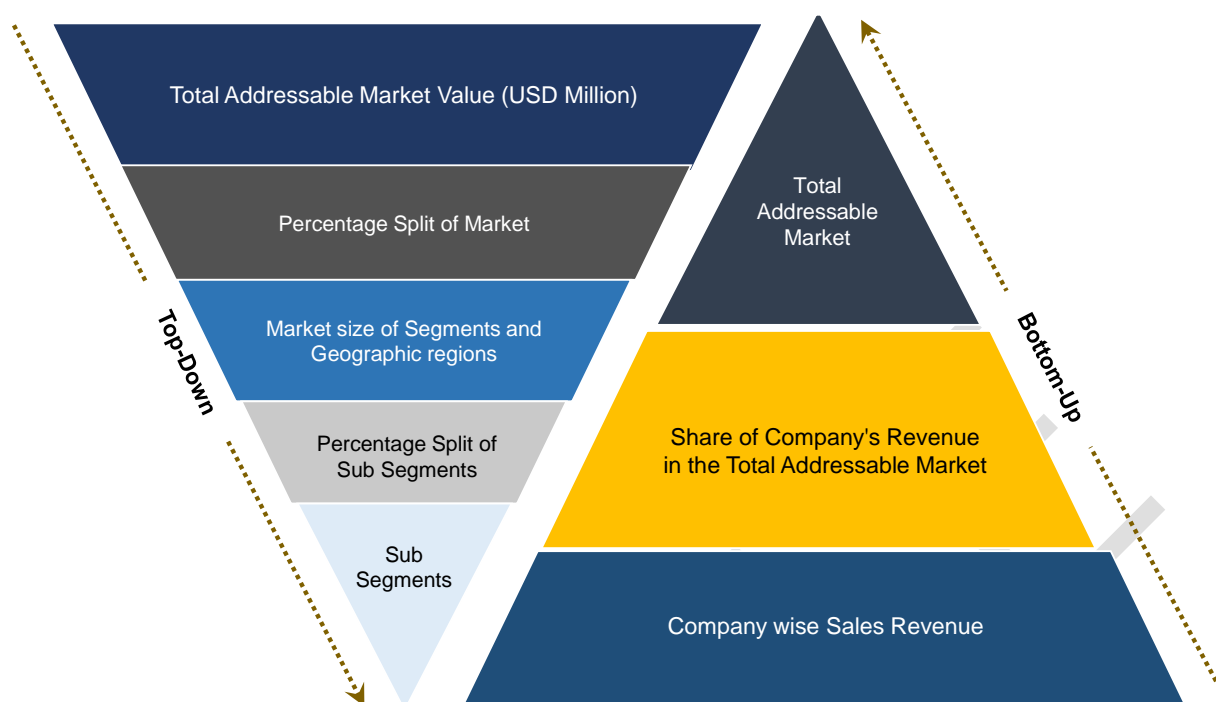 Total Addressable Market Value (USD Million)
Percentage Split of Market
Market size of Segments and
Geographic regions
Percentage Split of
Sub Segments
Sub
Segments
Top-Down
Total
Addressable
Market
Share of Company's Revenue
in the Total Addressable Market
Company wise Sales Revenue
Bottom-Up